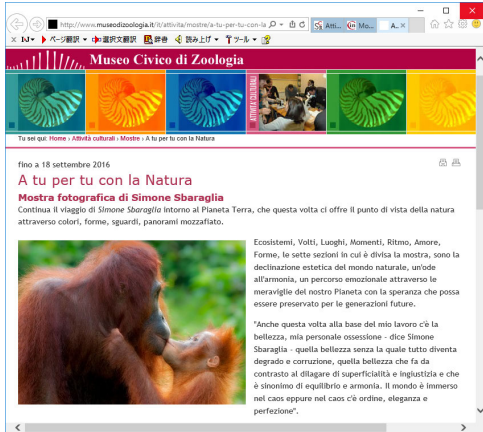 http://www.museodizoologia.it/it/attivita/mostre/a-tu-per-tu-con-la
Atti...
Mo...
A...
ページ翻訳
選択文翻訳
辞書
読み上げ
ツール
Museo Civico di Zoologia
ATTIVITÀ CULTURALI
Tu sei qui: Home › Attività culturali › Mostre › A tu per tu con la Natura
fino a 18 settembre 2016
A tu per tu con la Natura
Mostra fotografica di Simone Sbaraglia
Continua il viaggio di Simone Sbaraglia intorno al Pianeta Terra, che questa volta ci offre il punto di vista della natura
attraverso colori, forme, sguardi, panorami mozzafiato.
Ecosistemi, Volti, Luoghi, Momenti, Ritmo, Amore,
Forme, le sette sezioni in cui è divisa la mostra, sono la
declinazione estetica del mondo naturale, un'ode
all'armonia, un percorso emozionale attraverso le
meraviglie del nostro Pianeta con la speranza che possa
essere preservato per le generazioni future.
"Anche questa volta alla base del mio lavoro c'è la
bellezza, mia personale ossessione - dice Simone
Sbaraglia - quella bellezza senza la quale tutto diventa
degrado e corruzione, quella bellezza che fa da
contrasto al dilagare di superficialità e ingiustizia e che
è sinonimo di equilibrio e armonia. Il mondo è immerso
nel caos eppure nel caos c'è ordine, eleganza e
perfezione".